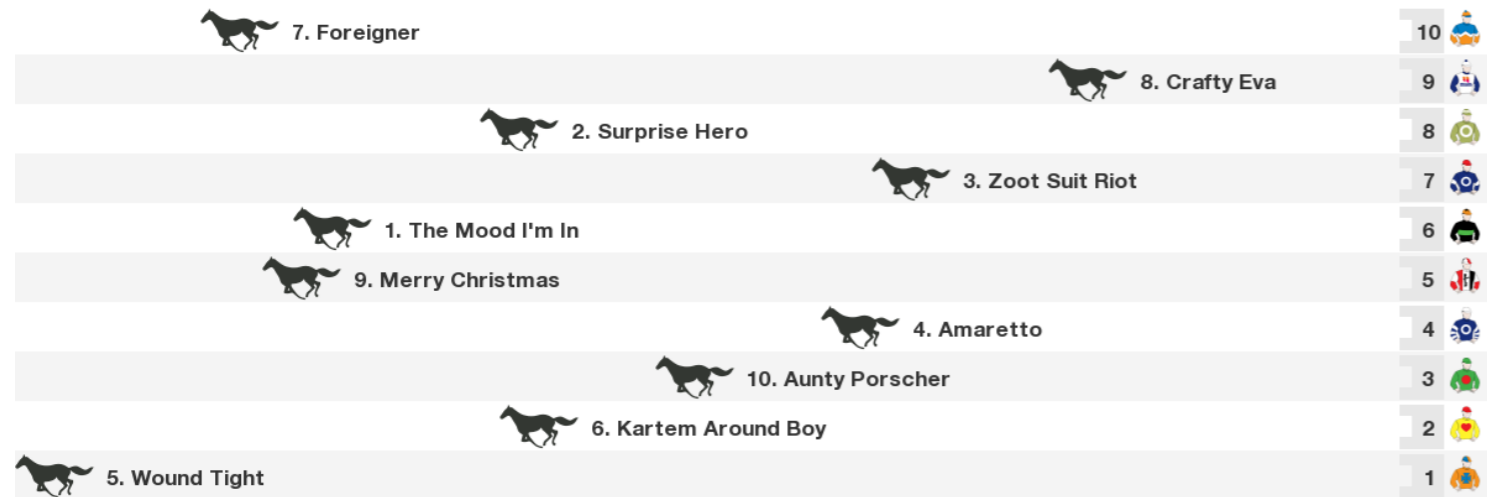 7. Foreigner 10
8. Crafty Eva 9
2. Surprise Hero 8
3. Zoot Suit Riot 7
1. The Mood I'm In 6
9. Merry Christmas 5
4. Amaretto 4
10. Aunty Porscher 3
6. Kartem Around Boy 2
5. Wound Tight 1